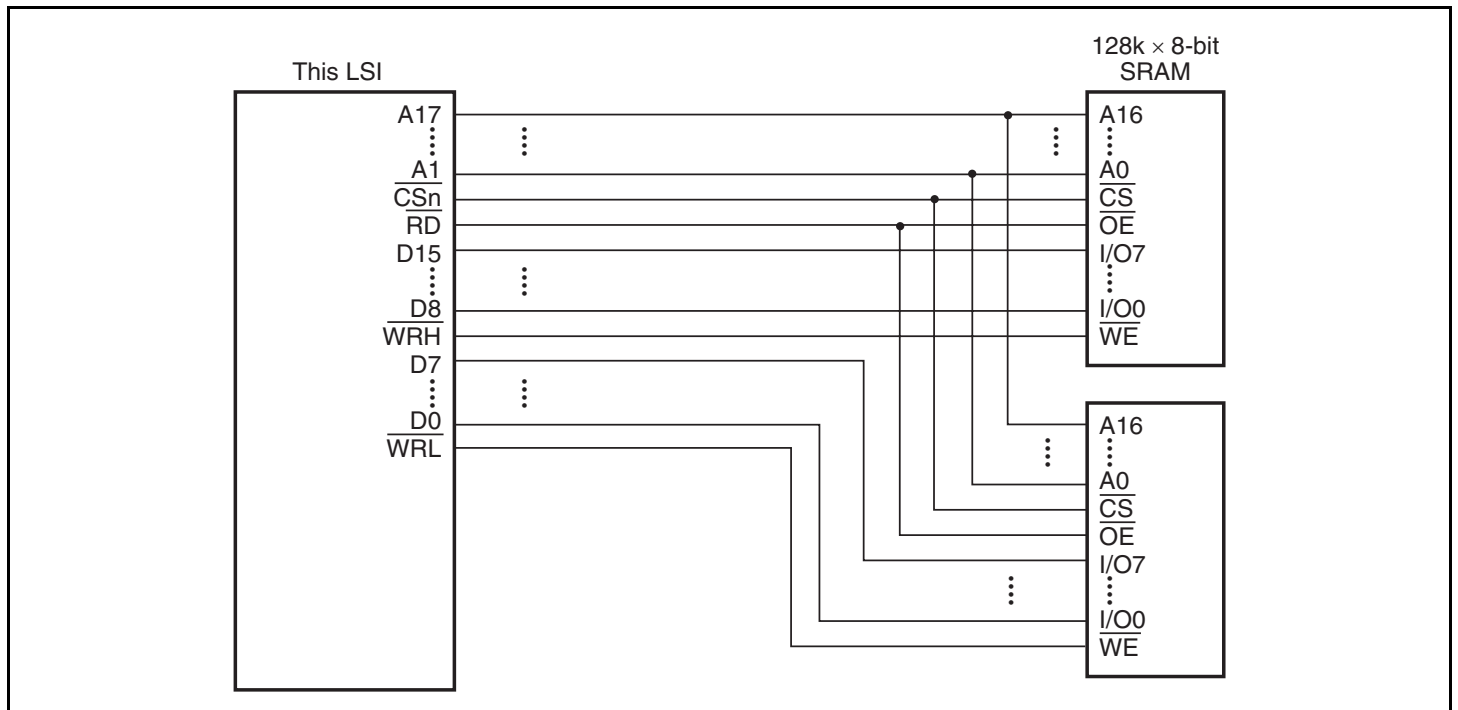 This LSI
A17
A1
CSn
RD
D15
D8
WRH
D7
D0
WRL
128k × 8-bit
SRAM
A16
A0
CS
OE
I/O7
I/O0
WE
A16
A0
CS
OE
I/O7
I/O0
WE